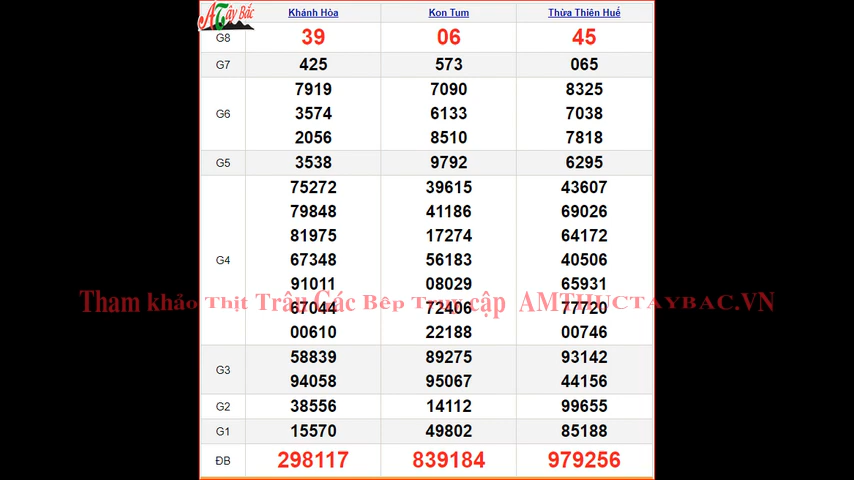 A Tây Bắc
Khánh Hòa Kon Tum Thừa Thiên Huế
G8 39 06 45
G7 425 573 065
7919 7090 8325
G6 3574 6133 7038
2056 8510 7818
G5 3538 9792 6295
75272 39615 43607
79848 41186 69026
81975 17274 64172
G4 67348 56183 40506
91011 08029 65931
Tham khảo Thịt Trâu Gác Bếp Truy cập AMTHUCTAYBAC.VN
67044 72406 77720
00610 22188 00746
G3 58839 89275 93142
94058 95067 44156
G2 38556 14112 99655
G1 15570 49802 85188
ĐB 298117 839184 979256